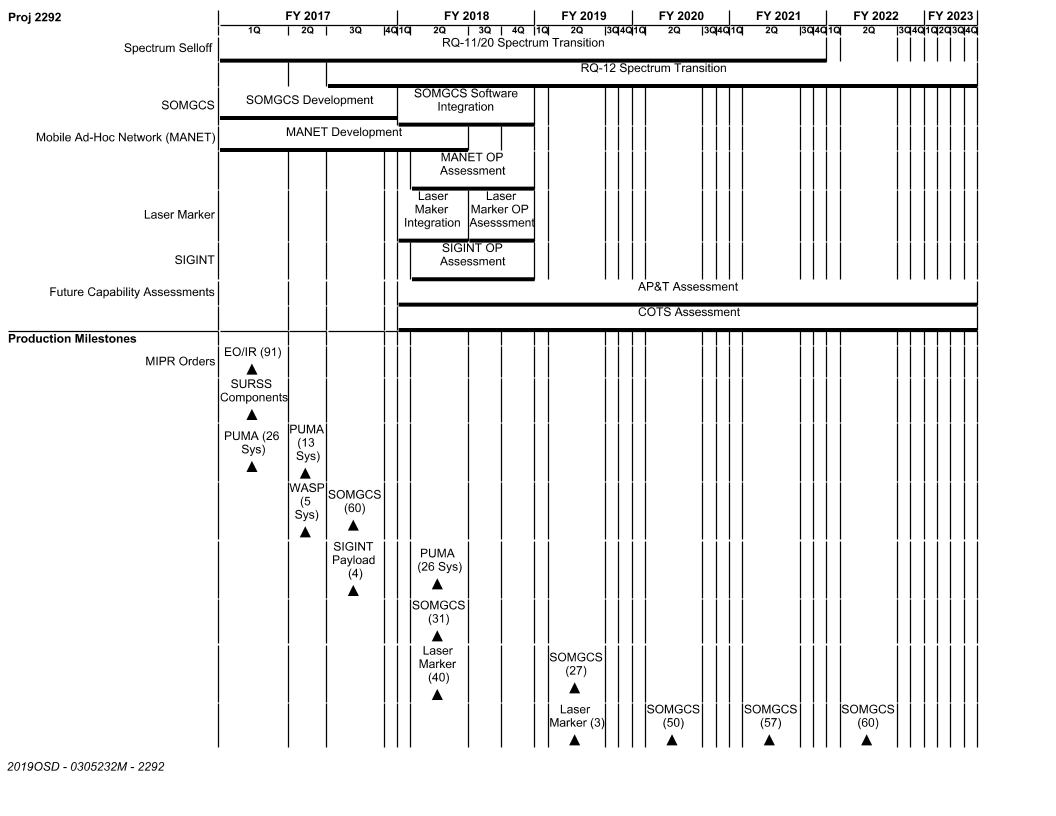 Proj 2292
FY 2017 FY 2018 FY 2019 FY 2020 FY 2021 FY 2022 FY 2023
1Q 2Q 3Q 4Q 1Q 2Q 3Q 4Q 1Q 2Q 3Q 4Q 1Q 2Q 3Q 4Q 1Q 2Q 3Q 4Q 1Q 2Q 3Q 4Q 1Q 2Q 3Q 4Q
Spectrum Selloff
RQ-11/20 Spectrum Transition
RQ-12 Spectrum Transition
SOMGCS
SOMGCS Development
SOMGCS Software
Integration
Mobile Ad-Hoc Network (MANET)
MANET Development
MANET OP
Assessment
Laser Marker
Laser
Maker
Integration
Laser
Marker OP
Asesssment
SIGINT
SIGINT OP
Assessment
Future Capability Assessments
AP&T Assessment
COTS Assessment
Production Milestones
MIPR Orders
EO/IR (91)
SURSS
Components
PUMA (26
Sys)
PUMA
(13
Sys)
WASP
(5
Sys)
SOMGCS
(60)
SIGINT
Payload
(4)
PUMA
(26 Sys)
SOMGCS
(31)
Laser
Marker
(40)
SOMGCS
(27)
Laser
Marker (3)
SOMGCS
(50)
SOMGCS
(57)
SOMGCS
(60)
2019OSD - 0305232M - 2292